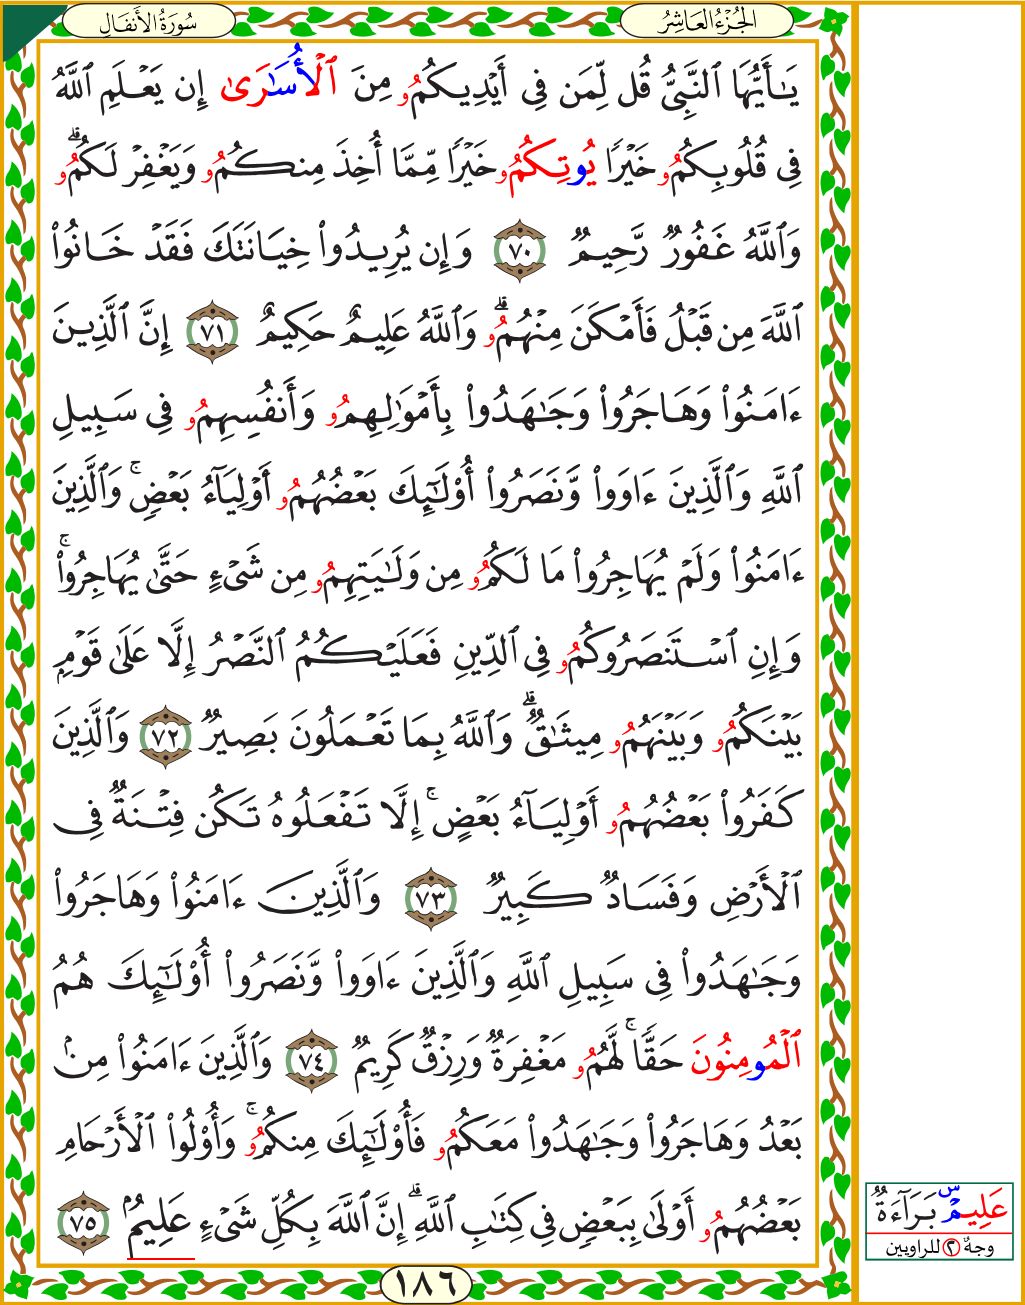 الجُزْءُ العَاشِرُ
سُورَةُ الأَنفَالِ
يَـٰٓأَيُّهَا ٱلنَّبِىُّ قُل لِّمَن فِى أَيْدِيكُمُۥ مِنَ ٱلْأُسَـٰرَىٰ إِن يَعْلَمِ ٱللَّهُ
فِى قُلُوبِكُمُۥ خَيْرًا يُوتِكُمُۥ خَيْرًا مِّمَّا أُخِذَ مِنكُمُۥ وَيَغْفِرْ لَكُمُۥۗ
وَٱللَّهُ غَفُورٌ رَّحِيمٌ ٧٠ وَإِن يُرِيدُوا۟ خِيَانَتَكَ فَقَدْ خَانُوا۟
ٱللَّهَ مِن قَبْلُ فَأَمْكَنَ مِنْهُمُۥۗ وَٱللَّهُ عَلِيمٌ حَكِيمٌ ٧١ إِنَّ ٱلَّذِينَ
ءَامَنُوا۟ وَهَاجَرُوا۟ وَجَـٰهَدُوا۟ بِأَمْوَٰلِهِمُۥ وَأَنفُسِهِمُۥ فِى سَبِيلِ
ٱللَّهِ وَٱلَّذِينَ ءَاوَوا۟ وَّنَصَرُوا۟ أُو۟لَـٰٓئِكَ بَعْضُهُمُۥ أَوْلِيَآءُ بَعْضٍۚ وَٱلَّذِينَ
ءَامَنُوا۟ وَلَمْ يُهَاجِرُوا۟ مَا لَكُمُۥ مِن وَلَـٰيَتِهِمُۥ مِن شَىْءٍ حَتَّىٰ يُهَاجِرُوا۟ۚ
وَإِنِ ٱسْتَنصَرُوكُمُۥ فِى ٱلدِّينِ فَعَلَيْكُمُ ٱلنَّصْرُ إِلَّا عَلَىٰ قَوْمٍ
بَيْنَكُمُۥ وَبَيْنَهُمُۥ مِيثَـٰقٌۗ وَٱللَّهُ بِمَا تَعْمَلُونَ بَصِيرٌ ٧٢ وَٱلَّذِينَ
كَفَرُوا۟ بَعْضُهُمُۥ أَوْلِيَآءُ بَعْضٍۚ إِلَّا تَفْعَلُوهُ تَكُن فِتْنَةٌ فِى
ٱلْأَرْضِ وَفَسَادٌ كَبِيرٌ ٧٣ وَٱلَّذِينَ ءَامَنُوا۟ وَهَاجَرُوا۟
وَجَـٰهَدُوا۟ فِى سَبِيلِ ٱللَّهِ وَٱلَّذِينَ ءَاوَوا۟ وَّنَصَرُوا۟ أُو۟لَـٰٓئِكَ هُمُ
ٱلْمُومِنُونَ حَقًّاۚ لَّهُمُۥ مَغْفِرَةٌ وَرِزْقٌ كَرِيمٌ ٧٤ وَٱلَّذِينَ ءَامَنُوا۟ مِنۢ
بَعْدُ وَهَاجَرُوا۟ وَجَـٰهَدُوا۟ مَعَكُمُۥ فَأُو۟لَـٰٓئِكَ مِنكُمُۥۚ وَأُو۟لُوا۟ ٱلْأَرْحَامِ
بَعْضُهُمُۥ أَوْلَىٰ بِبَعْضٍ فِى كِتَـٰبِ ٱللَّهِۗ إِنَّ ٱللَّهَ بِكُلِّ شَىْءٍ عَلِيمٌۢ ٧٥
عَلِيمٌۜ بَرَآءَةٌ
وجهٌ ٢ للراويين
١٨٦